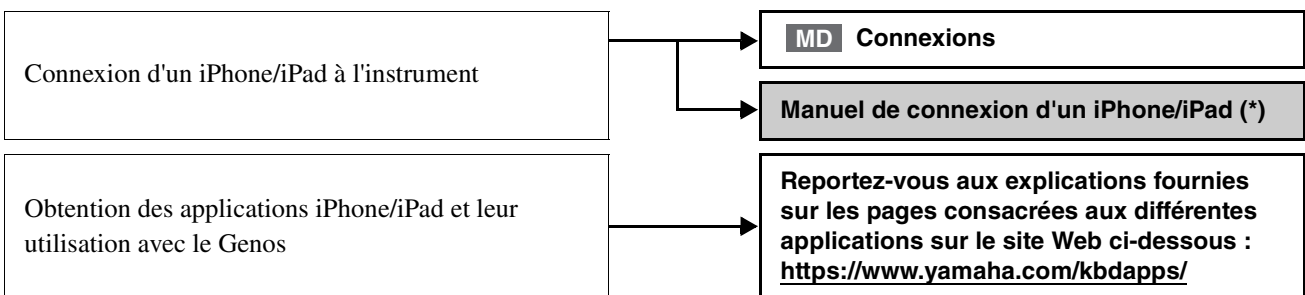 Connexion d'un iPhone/iPad à l'instrument
MD Connexions
Manuel de connexion d'un iPhone/iPad (*)
Obtention des applications iPhone/iPad et leur
utilisation avec le Genos
Reportez-vous aux explications fournies
sur les pages consacrées aux différentes
applications sur le site Web ci-dessous :
https://www.yamaha.com/kbdapps/